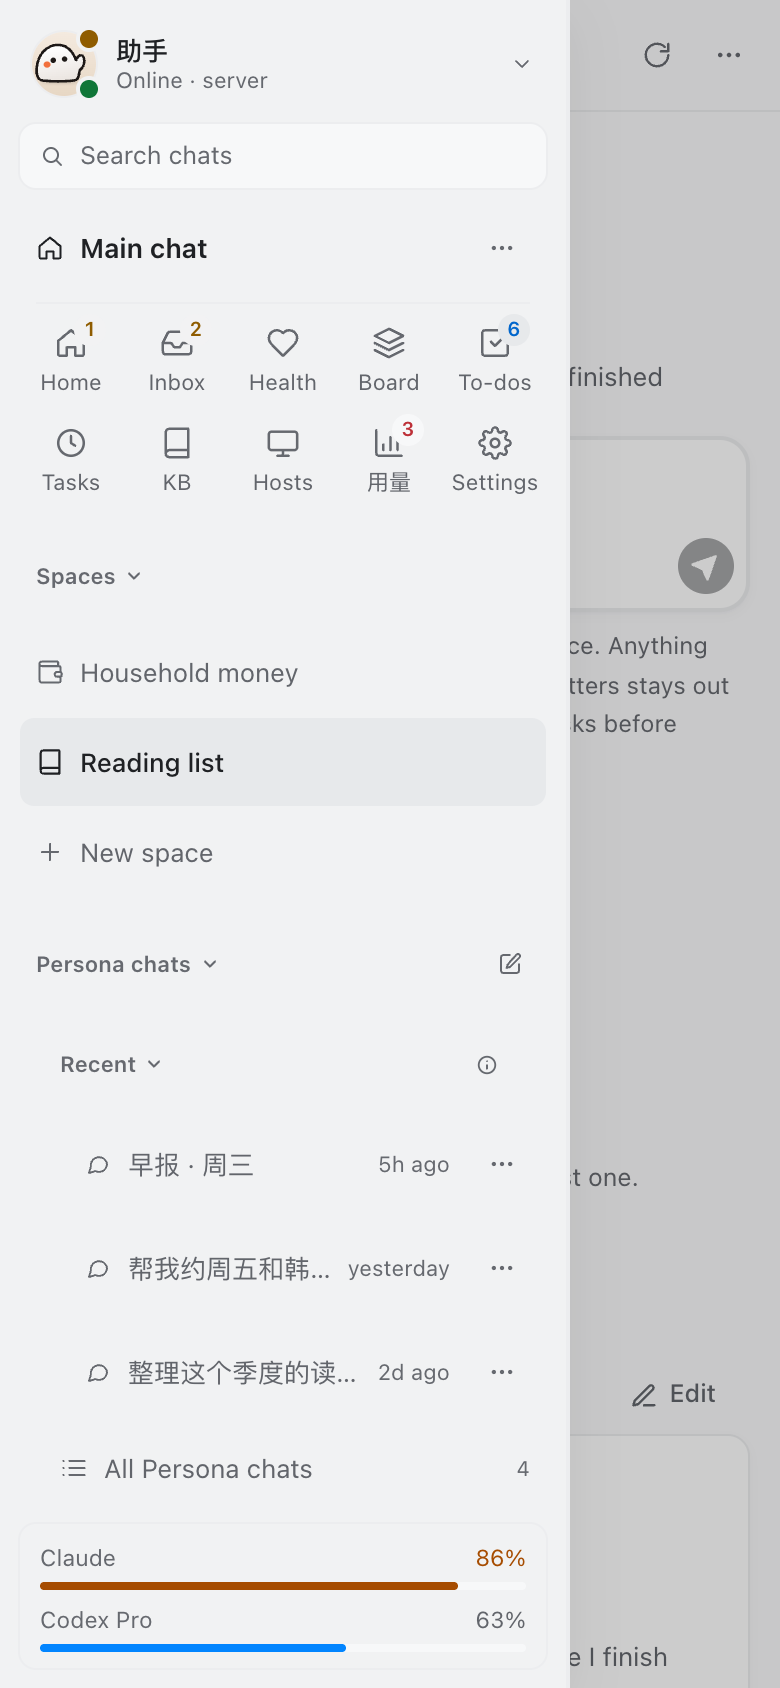 助手
Online · server
Search chats
Main chat
1
2
6
Home
Inbox
Health
Board
To-dos
3
Tasks
KB
Hosts
用量
Settings
Spaces
Household money
Reading list
New space
Persona chats
Recent
早报 · 周三
5h ago
帮我约周五和韩...
yesterday
整理这个季度的读...
2d ago
All Persona chats
4
Claude
86%
Codex Pro
63%
finished
ce. Anything
tters stays out
ks before
st one.
Edit
e I finish